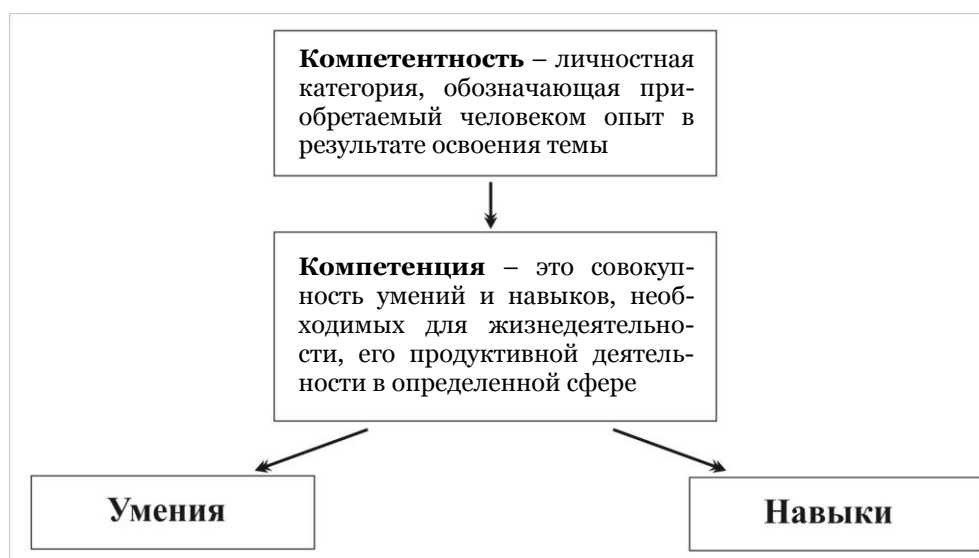 Компетентность – личностная
категория, обозначающая при-
обретаемый человеком опыт в
результате освоения темы
Компетенция – это совокуп-
ность умений и навыков, необ-
ходимых для жизнедеятельно-
сти, его продуктивной деятель-
ности в определенной сфере
Умения
Навыки